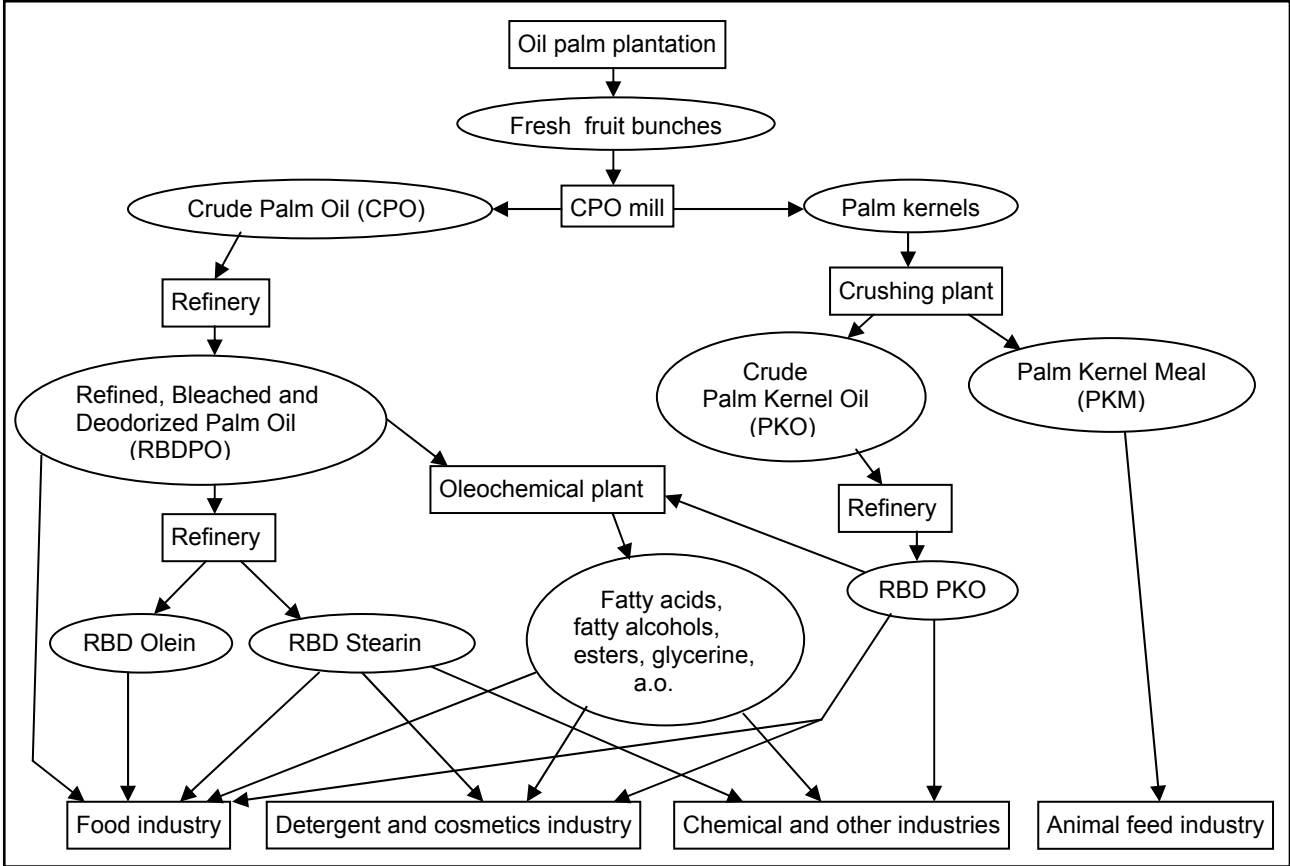 Oil palm plantation
Fresh fruit bunches
Crude Palm Oil (CPO)
CPO mill
Palm kernels
Refinery
Crushing plant
Refined, Bleached and
Deodorized Palm Oil
(RBDPO)
Crude
Palm Kernel Oil
(PKO)
Palm Kernel Meal
(PKM)
Oleochemical plant
Refinery
Refinery
RBD PKO
RBD Olein
RBD Stearin
Fatty acids,
fatty alcohols,
esters, glycerine,
a.o.
Food industry
Detergent and cosmetics industry
Chemical and other industries
Animal feed industry